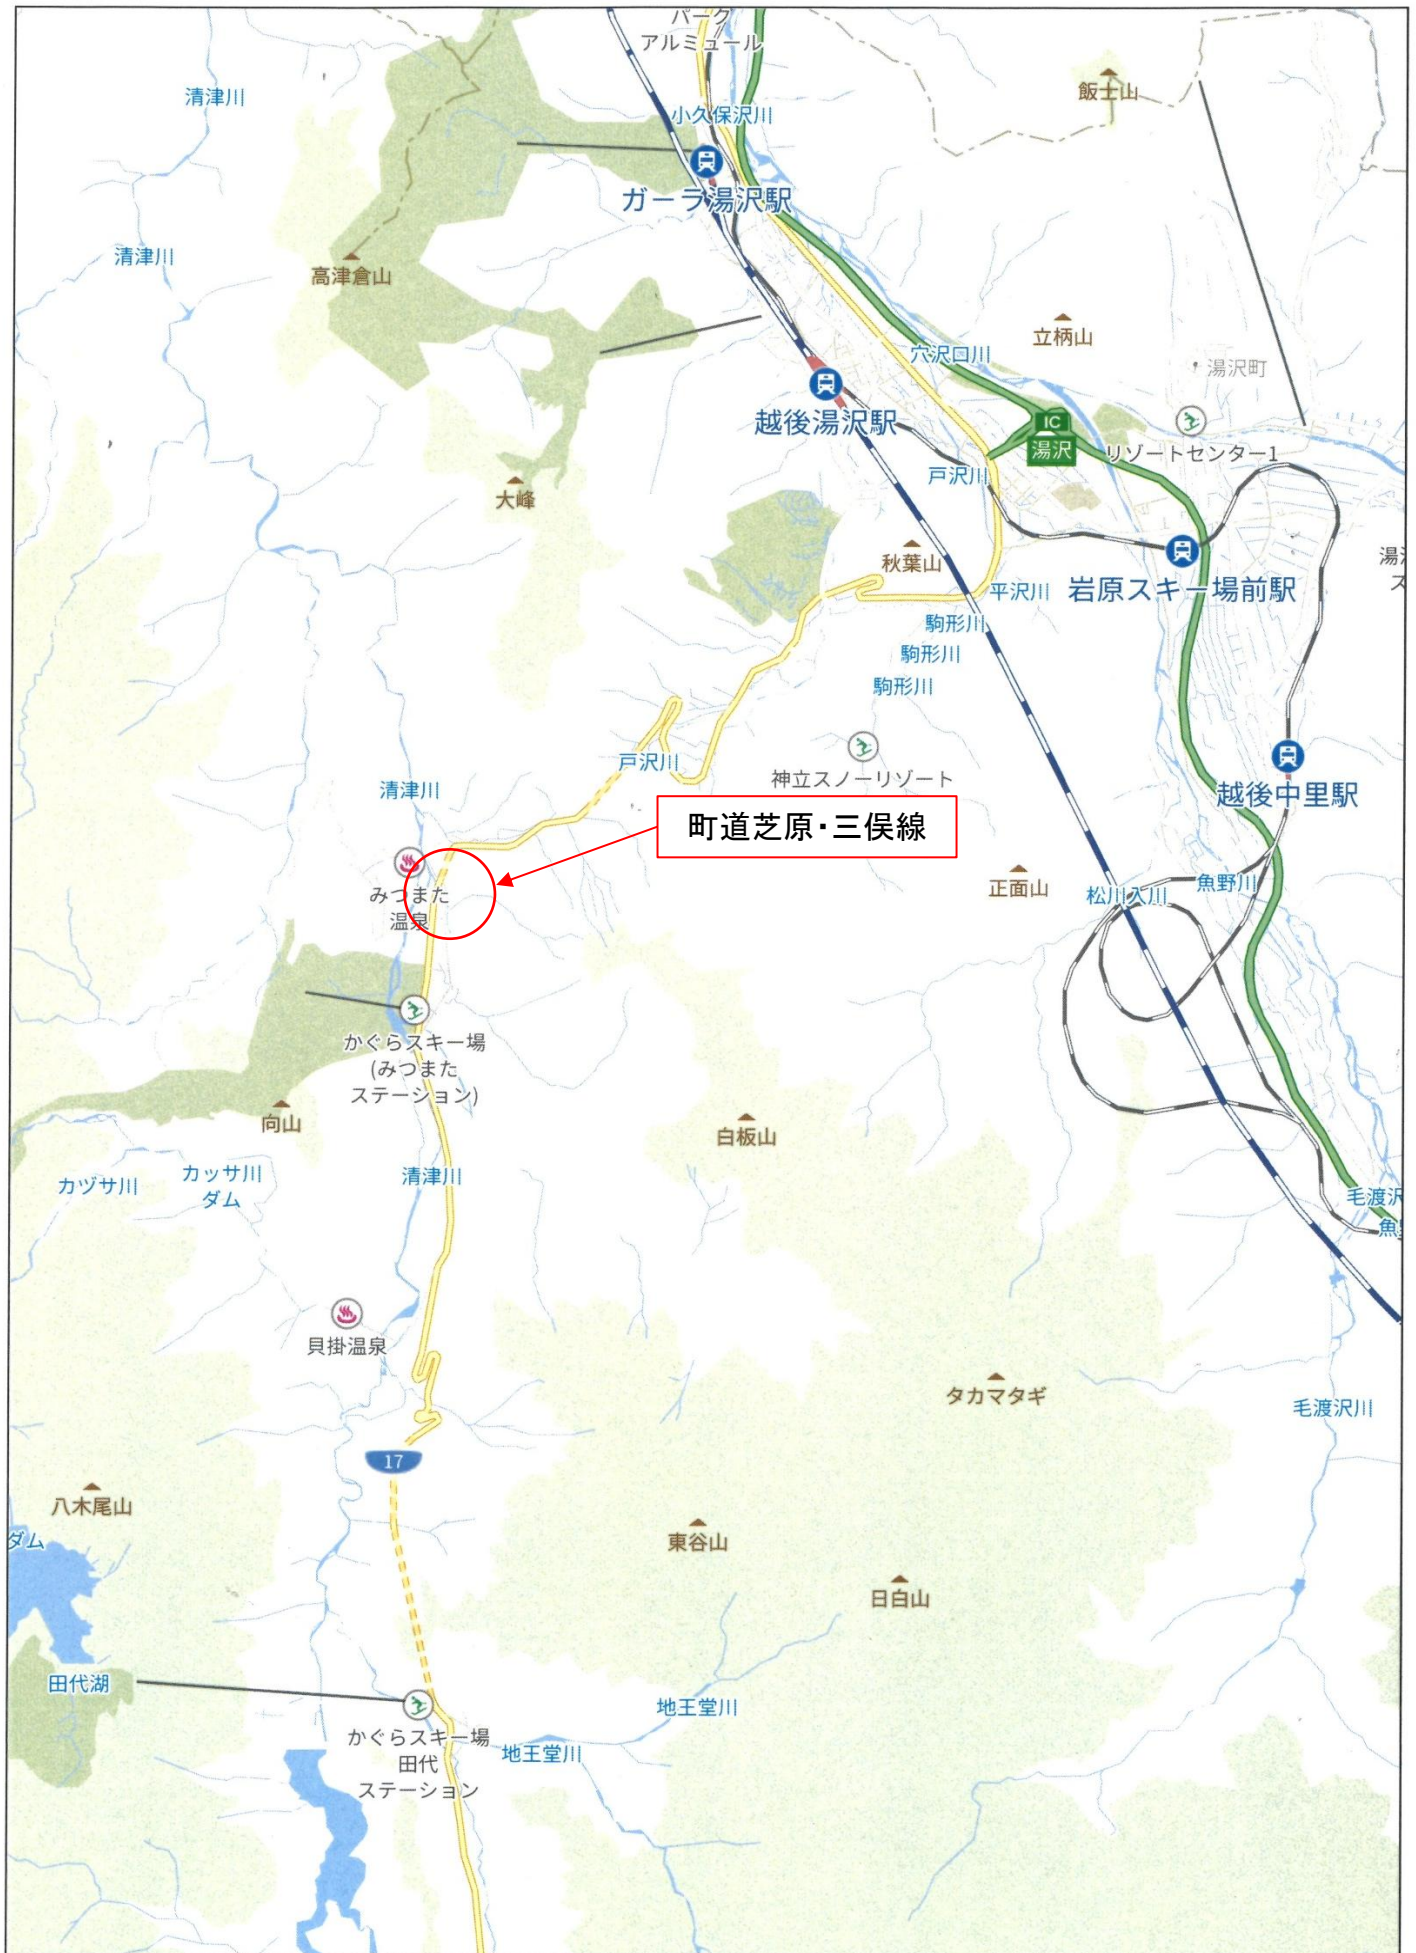 パーク
アルミュール
清津川
飯士山
小久保沢川
ガーラ湯沢駅
清津川
高津倉山
立柄山
穴沢口川
湯沢町
越後湯沢駅
IC
湯沢
リゾートセンター1
戸沢川
大峰
秋葉山
湯沢
ス
平沢川
岩原スキー場前駅
駒形川
駒形川
駒形川
戸沢川
神立スノーリゾート
清津川
越後中里駅
町道芝原・三俣線
みつまた
温泉
正面山
松川入川
魚野川
かぐらスキー場
(みつまた
ステーション)
向山
白板山
カヅサ川
カッサ川
ダム
清津川
毛渡沢
魚野
貝掛温泉
タカマタギ
毛渡沢川
17
八木尾山
ダム
東谷山
日白山
田代湖
地王堂川
かぐらスキー場
田代
ステーション
地王堂川